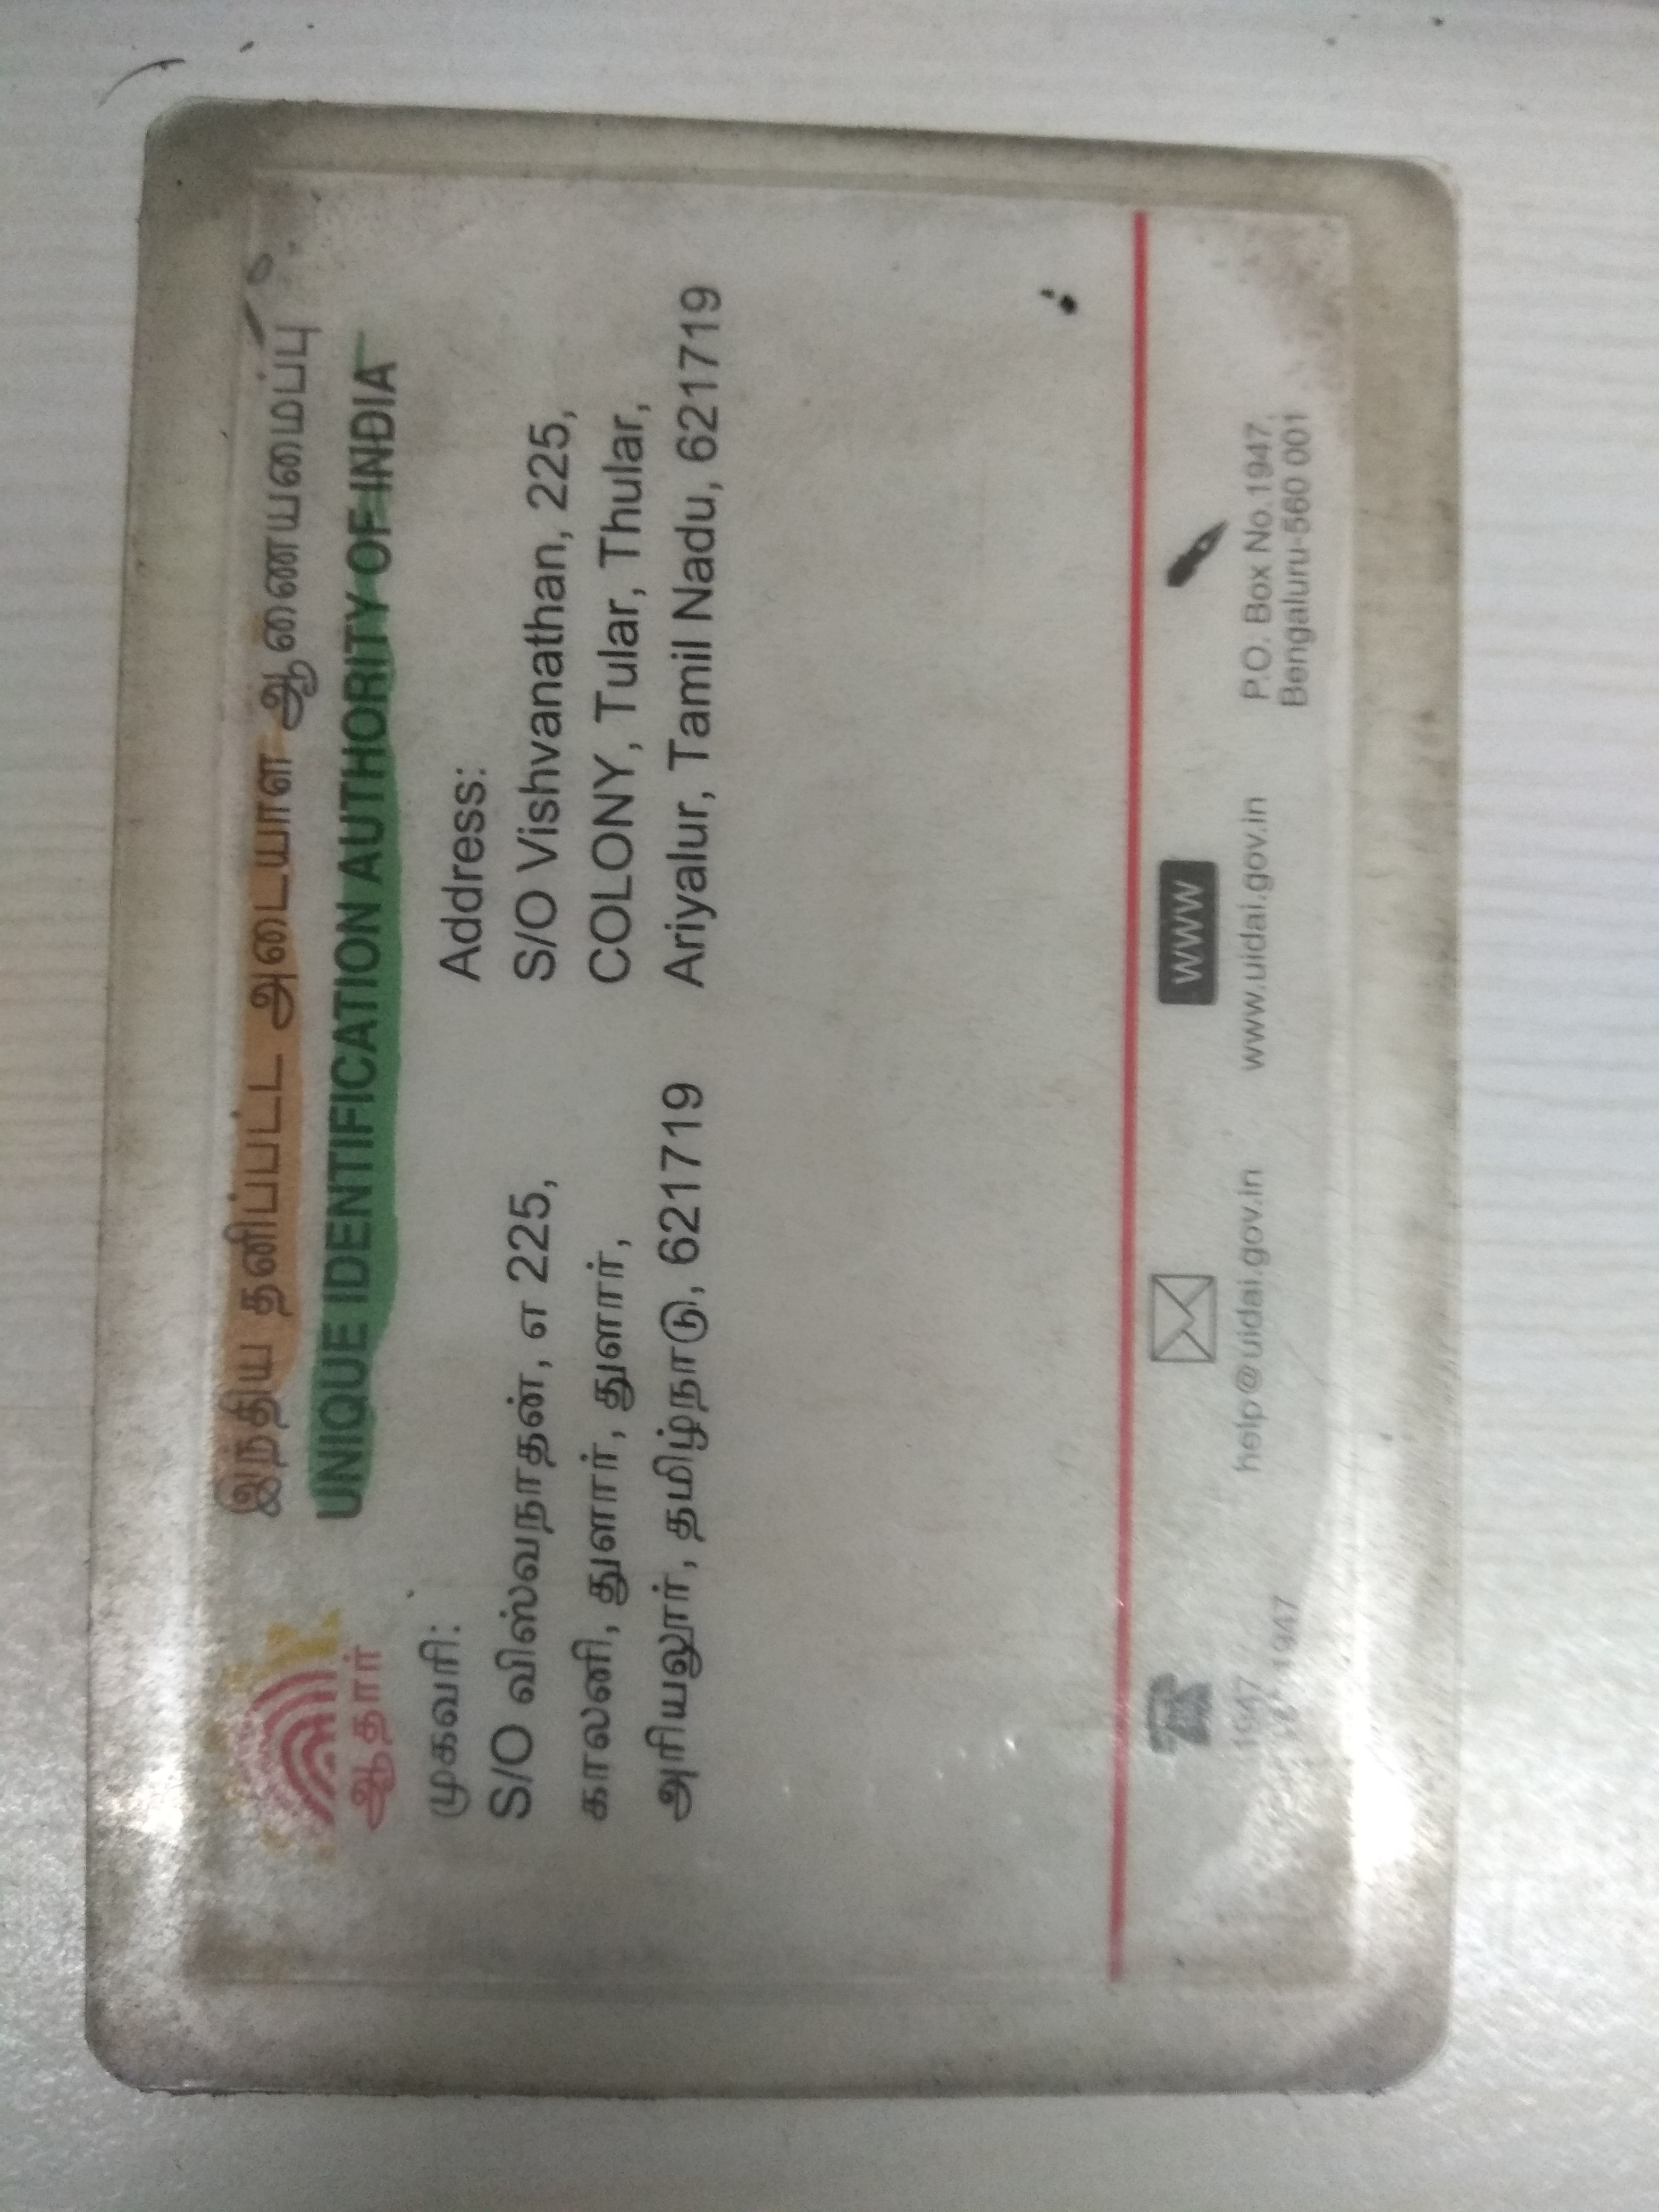 இந்திய தனிப்பட்ட அடையாள ஆணையமைப்பு
UNIQUE IDENTIFICATION AUTHORITY OF INDIA
ஆதார்
முகவரி:
S/O விஸ்வநாதன், எ 225,
காலனி, துளார், துளார்,
அரியலூர், தமிழ்நாடு, 621719
Address:
S/O Vishvanathan, 225,
COLONY, Tular, Thular,
Ariyalur, Tamil Nadu, 621719
1947
1947
help@uidai.gov.in
WWW
www.uidai.gov.in
P.O. Box No.1947,
Bengaluru-560 001